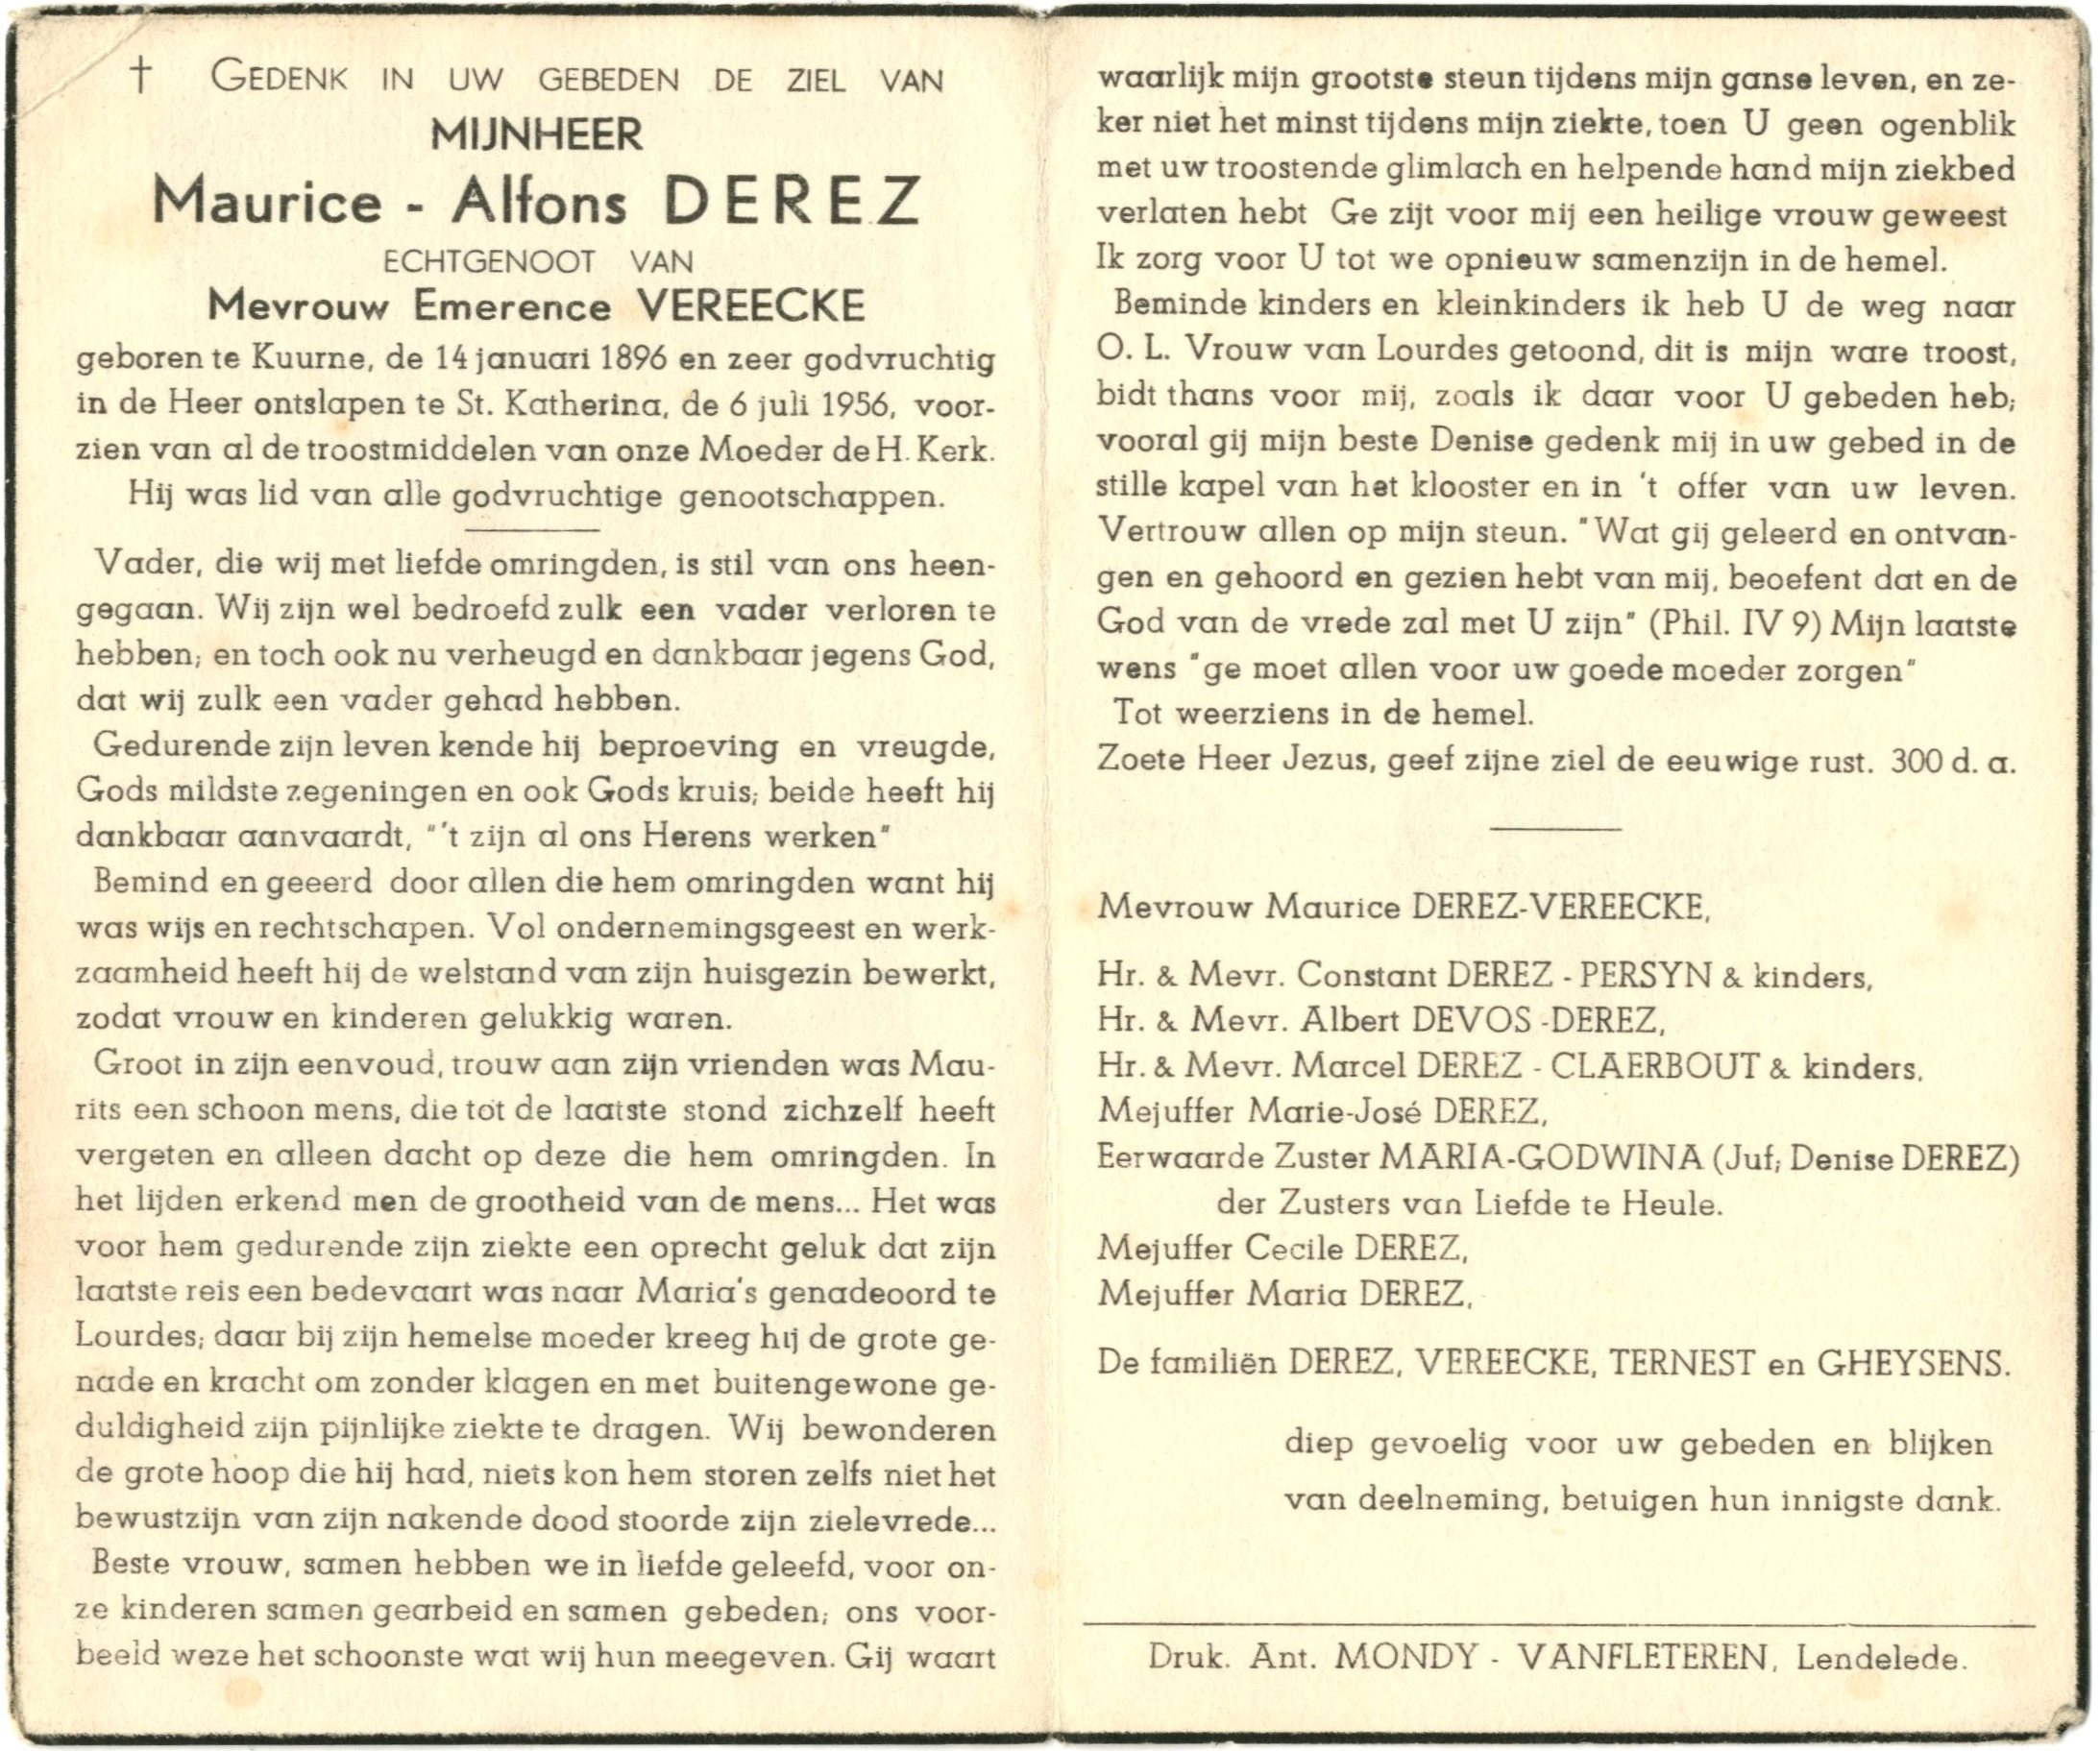 † GEDENK IN UW GEBEDEN DE ZIEL VAN
MIJNHEER
Maurice - Alfons DEREZ
ECHTGENOOT VAN
Mevrouw Emerence VEREECKE
geboren te Kuurne, de 14 januari 1896 en zeer godvruchtig
in de Heer ontslapen te St. Katherina, de 6 juli 1956, voor-
zien van al de troostmiddelen van onze Moeder de H. Kerk.
Hij was lid van alle godvruchtige genootschappen.
Vader, die wij met liefde omringden, is stil van ons heen-
gegaan. Wij zijn wel bedroefd zulk een vader verloren te
hebben; en toch ook nu verheugd en dankbaar jegens God,
dat wij zulk een vader gehad hebben.
Gedurende zijn leven kende hij beproeving en vreugde,
Gods mildste zegeningen en ook Gods kruis; beide heeft hij
dankbaar aanvaardt, "'t zijn al ons Herens werken"
Bemind en geeerd door allen die hem omringden want hij
was wijs en rechtschapen. Vol ondernemingsgeest en werk-
zaamheid heeft hij de welstand van zijn huisgezin bewerkt,
zodat vrouw en kinderen gelukkig waren.
Groot in zijn eenvoud, trouw aan zijn vrienden was Mau-
rits een schoon mens, die tot de laatste stond zichzelf heeft
vergeten en alleen dacht op deze die hem omringden. In
het lijden erkend men de grootheid van de mens... Het was
voor hem gedurende zijn ziekte een oprecht geluk dat zijn
laatste reis een bedevaart was naar Maria's genadeoord te
Lourdes; daar bij zijn hemelse moeder kreeg hij de grote ge-
nade en kracht om zonder klagen en met buitengewone ge-
duldigheid zijn pijnlijke ziekte te dragen. Wij bewonderen
de grote hoop die hij had, niets kon hem storen zelfs niet het
bewustzijn van zijn nakende dood stoorde zijn zielevrede...
Beste vrouw, samen hebben we in liefde geleefd, voor on-
ze kinderen samen gearbeid en samen gebeden; ons voor-
beeld weze het schoonste wat wij hun meegeven. Gij waart
waarlijk mijn grootste steun tijdens mijn ganse leven, en ze-
ker niet het minst tijdens mijn ziekte, toen U geen ogenblik
met uw troostende glimlach en helpende hand mijn ziekbed
verlaten hebt Ge zijt voor mij een heilige vrouw geweest
Ik zorg voor U tot we opnieuw samenzijn in de hemel.
Beminde kinders en kleinkinders ik heb U de weg naar
O. L. Vrouw van Lourdes getoond, dit is mijn ware troost,
bidt thans voor mij, zoals ik daar voor U gebeden heb;
vooral gij mijn beste Denise gedenk mij in uw gebed in de
stille kapel van het klooster en in 't offer van uw leven.
Vertrouw allen op mijn steun. "Wat gij geleerd en ontvan-
gen en gehoord en gezien hebt van mij, beoefent dat en de
God van de vrede zal met U zijn" (Phil. IV 9) Mijn laatste
wens "ge moet allen voor uw goede moeder zorgen"
Tot weerziens in de hemel.
Zoete Heer Jezus, geef zijne ziel de eeuwige rust. 300 d. a.
Mevrouw Maurice DEREZ-VEREECKE,
Hr. & Mevr. Constant DEREZ - PERSYN & kinders,
Hr. & Mevr. Albert DEVOS -DEREZ,
Hr. & Mevr. Marcel DEREZ - CLAERBOUT & kinders.
Mejuffer Marie-José DEREZ,
Eerwaarde Zuster MARIA-GODWINA (Juf; Denise DEREZ)
der Zusters van Liefde te Heule.
Mejuffer Cecile DEREZ,
Mejuffer Maria DEREZ,
De familiën DEREZ, VEREECKE, TERNEST en GHEYSENS.
diep gevoelig voor uw gebeden en blijken
van deelneming, betuigen hun innigste dank.
Druk. Ant. MONDY - VANFLETEREN, Lendelede.